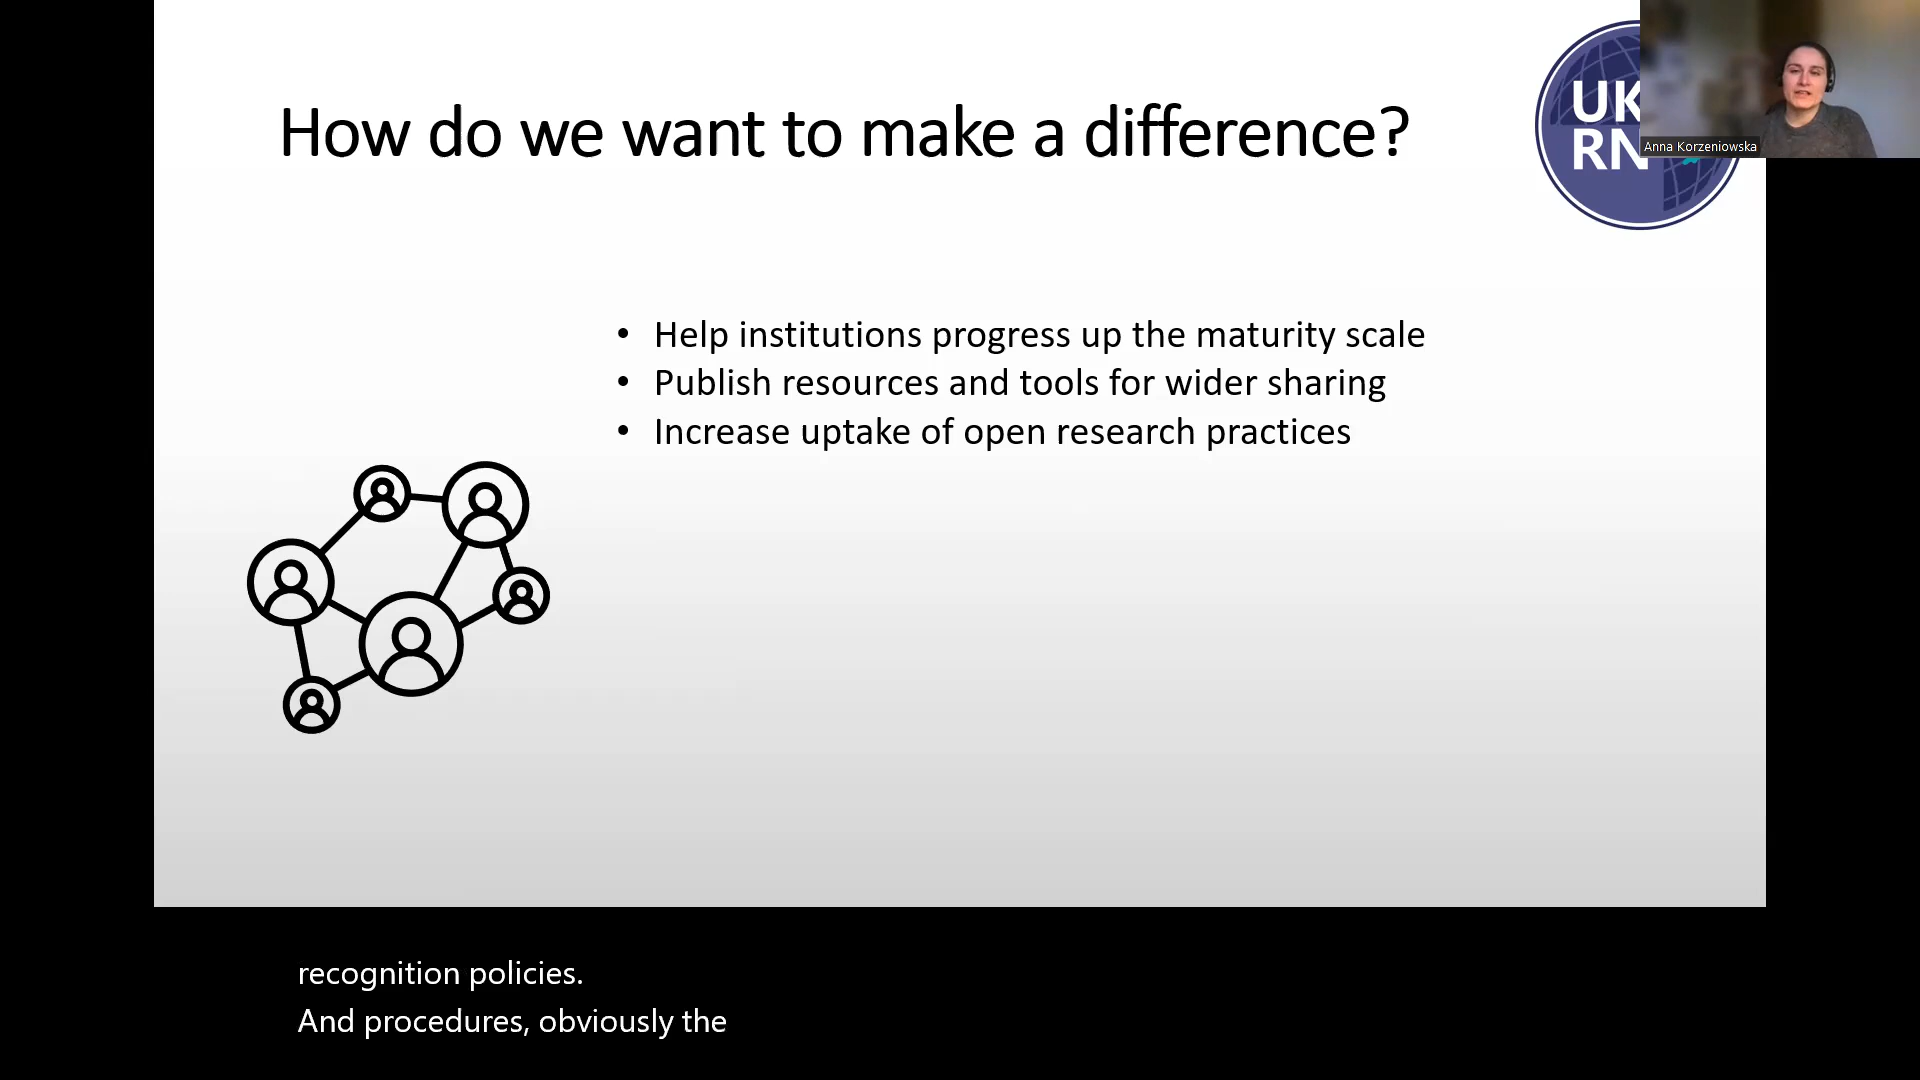 How do we want to make a difference?
UK
RN
Anna Korzeniowska
• Help institutions progress up the maturity scale
• Publish resources and tools for wider sharing
• Increase uptake of open research practices
recognition policies.
And procedures, obviously the